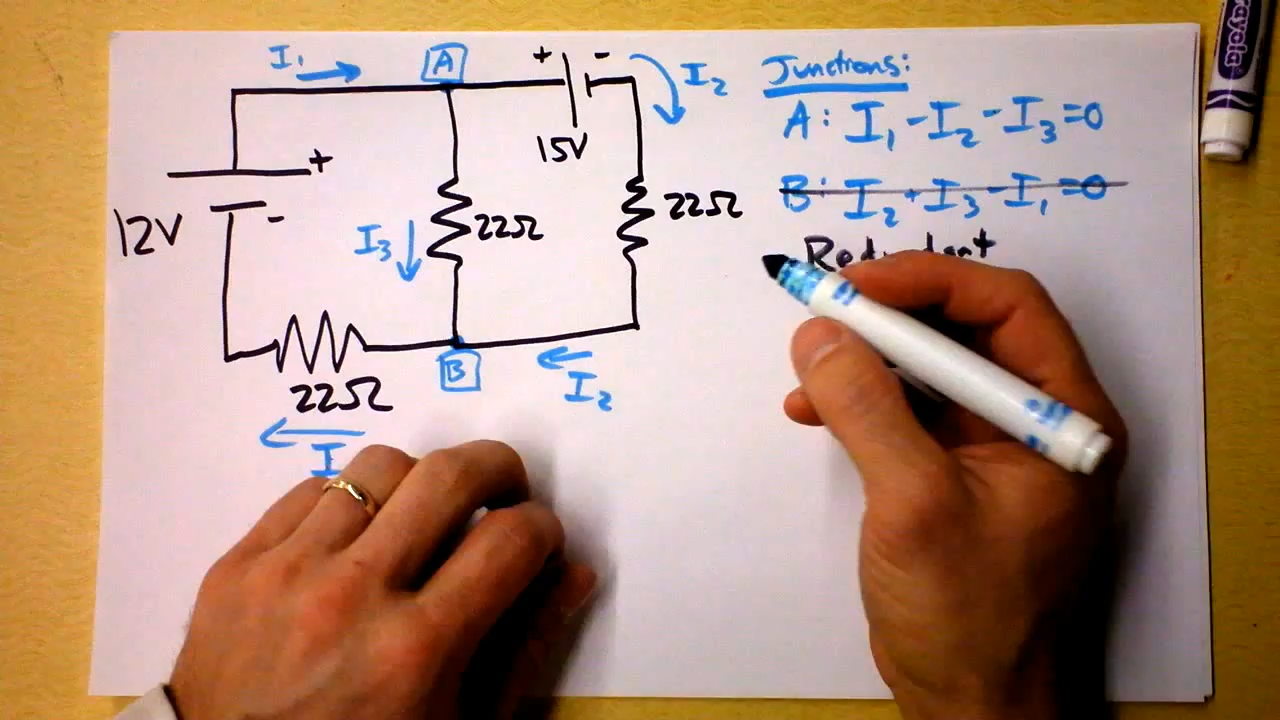 I₁
A
+ -
I₂
15V
+
-
12V
22Ω
22Ω
I₃
22Ω
B
I₂
I
Junctions:
A: I₁ - I₂ - I₃ = 0
B: I₂ + I₃ - I₁ = 0
crayola